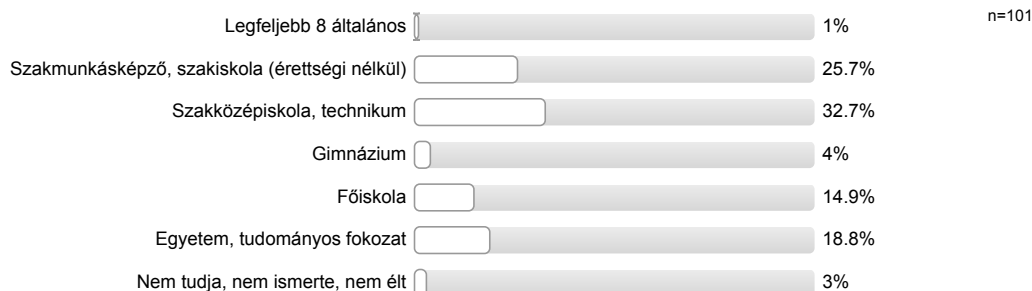 Legfeljebb 8 általános 1% n=101
Szakmunkásképző, szakiskola (érettségi nélkül) 25.7%
Szakközépiskola, technikum 32.7%
Gimnázium 4%
Főiskola 14.9%
Egyetem, tudományos fokozat 18.8%
Nem tudja, nem ismerte, nem élt 3%